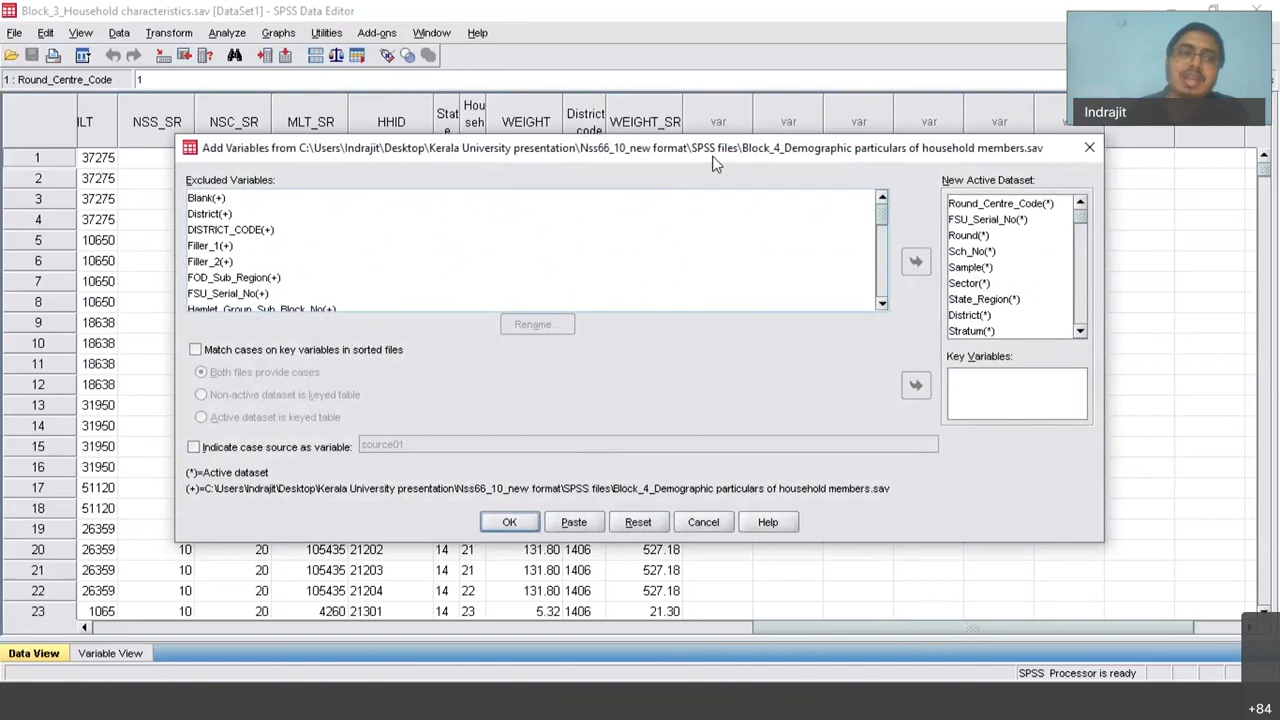 Block_3_Household characteristics.sav [DataSet1] - SPSS Data Editor
File Edit View Data Transform Analyze Graphs Utilities Add-ons Window Help
1 : Round_Centre_Code 1
Indrajit
ILT NSS_SR NSC_SR MLT_SR HHID Stat e Hou seh WEIGHT District code WEIGHT_SR var var var var var
Add Variables from C:\Users\Indrajit\Desktop\Kerala University presentation\Nss66_10_new format\SPSS files\Block_4_Demographic particulars of household members.sav
Excluded Variables:
Blank(+)
District(+)
DISTRICT_CODE(+)
Filler_1(+)
Filler_2(+)
FOD_Sub_Region(+)
FSU_Serial_No(+)
Hamlet_Group_Sub_Block_No(+)
New Active Dataset:
Round_Centre_Code(*)
FSU_Serial_No(*)
Round(*)
Sch_No(*)
Sample(*)
Sector(*)
State_Region(*)
District(*)
Stratum(*)
Rename...
Match cases on key variables in sorted files
Both files provide cases
Non-active dataset is keyed table
Active dataset is keyed table
Key Variables:
Indicate case source as variable: source01
(*)=Active dataset
(+)=C:\Users\Indrajit\Desktop\Kerala University presentation\Nss66_10_new format\SPSS files\Block_4_Demographic particulars of household members.sav
OK Paste Reset Cancel Help
1 37275
2 37275
3 37275
4 37275
5 10650
6 10650
7 10650
8 10650
9 18638
10 18638
11 18638
12 18638
13 31950
14 31950
15 31950
16 31950
17 51120
18 51120
19 26359
20 26359 10 20 105435 21202 14 21 131.80 1406 527.18
21 26359 10 20 105435 21203 14 21 131.80 1406 527.18
22 26359 10 20 105435 21204 14 22 131.80 1406 527.18
23 1065 10 20 4260 21301 14 23 5.32 1406 21.30
Data View Variable View
SPSS Processor is ready
+84